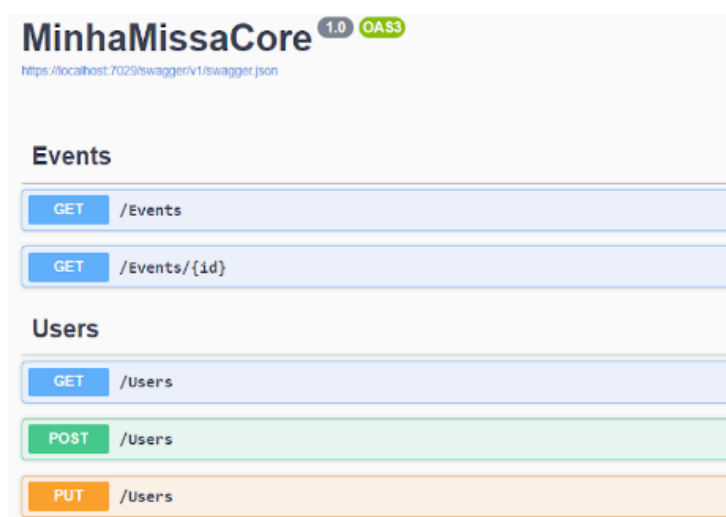 MinhaMissaCore 1.0 OAS3
https://localhost:7029/swagger/v1/swagger.json
Events
GET /Events
GET /Events/{id}
Users
GET /Users
POST /Users
PUT /Users